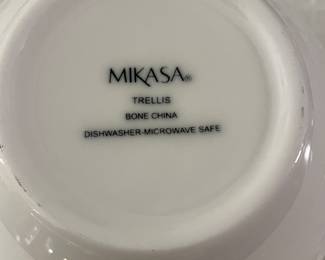 MIKASA®
TRELLIS
BONE CHINA
DISHWASHER-MICROWAVE SAFE